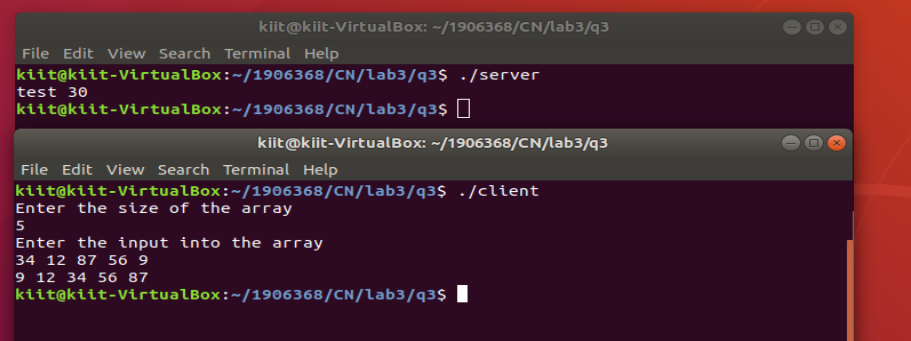 kiit@kiit-VirtualBox: ~/1906368/CN/lab3/q3
File Edit View Search Terminal Help
kiit@kiit-VirtualBox:~/1906368/CN/lab3/q3$ ./server
test 30
kiit@kiit-VirtualBox:~/1906368/CN/lab3/q3$
kiit@kiit-VirtualBox: ~/1906368/CN/lab3/q3
File Edit View Search Terminal Help
kiit@kiit-VirtualBox:~/1906368/CN/lab3/q3$ ./client
Enter the size of the array
5
Enter the input into the array
34 12 87 56 9
9 12 34 56 87
kiit@kiit-VirtualBox:~/1906368/CN/lab3/q3$